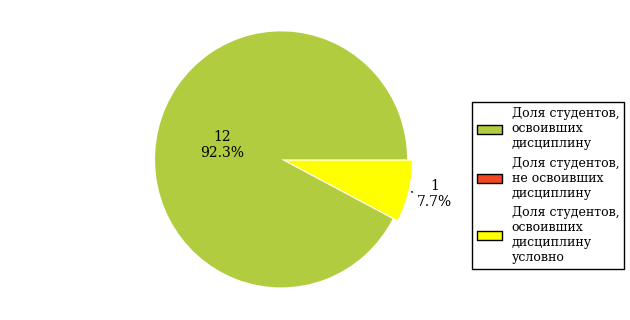 12
92.3%
1
7.7%
Доля студентов,
освоивших
дисциплину
Доля студентов,
не освоивших
дисциплину
Доля студентов,
освоивших
дисциплину
условно